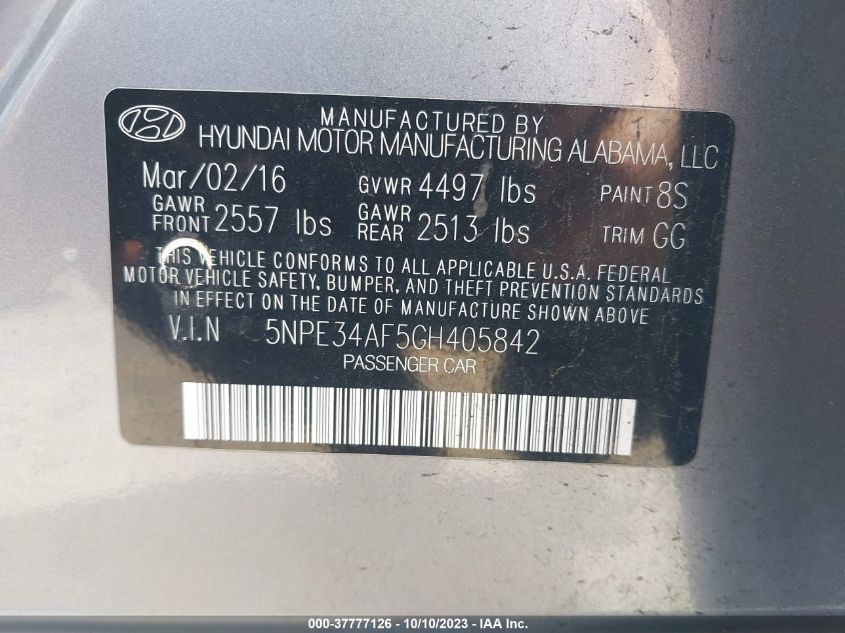 MANUFACTURED BY
HYUNDAI MOTOR MANUFACTURING ALABAMA, LLC
Mar/02/16 GVWR 4497 lbs PAINT 8S
GAWR FRONT 2557 lbs GAWR REAR 2513 lbs TRIM GG
THIS VEHICLE CONFORMS TO ALL APPLICABLE U.S.A. FEDERAL
MOTOR VEHICLE SAFETY, BUMPER, AND THEFT PREVENTION STANDARDS
IN EFFECT ON THE DATE OF MANUFACTURE SHOWN ABOVE
V.I.N 5NPE34AF5GH405842
PASSENGER CAR
000-37777126 - 10/10/2023 - IAA Inc.